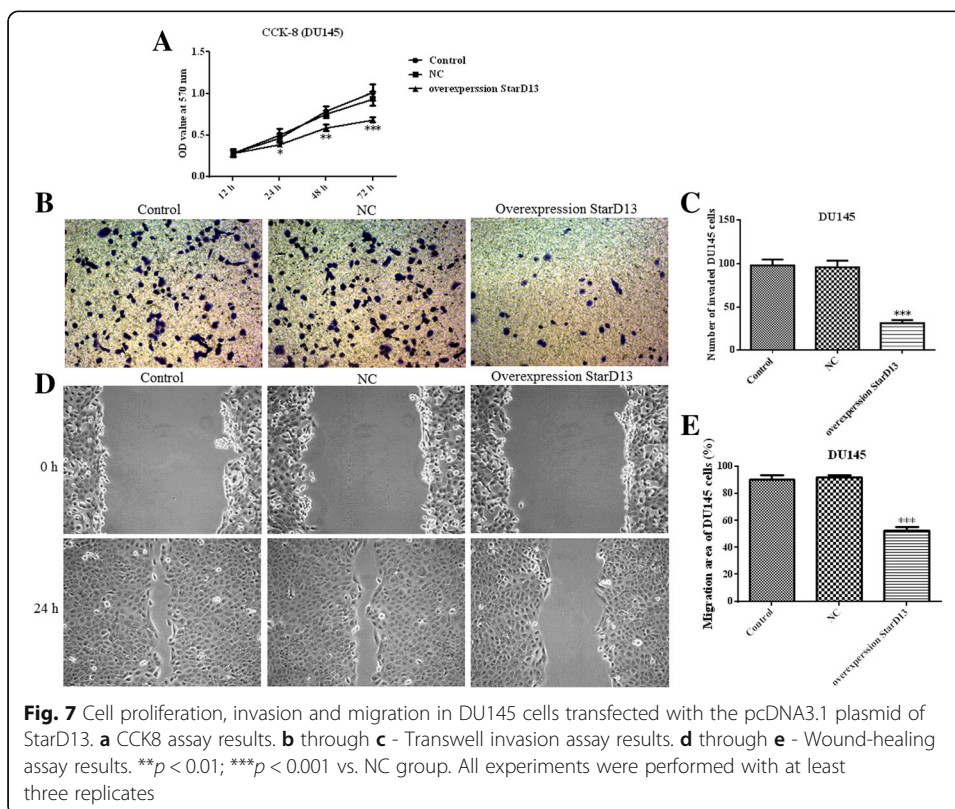 A
CCK-8 (DU145)
OD value at 570 nm
1.5
1.0
0.5
0.0
12 h
24 h
48 h
72 h
Control
NC
overexperssion StarD13
*
**
***
B
Control
NC
Overexpression StarD13
C
DU145
Number of invaded DU145 cells
150
100
50
0
***
Control
NC
overexperssion StarD13
D
Control
NC
Overexpression StarD13
0 h
24 h
E
DU145
Migration area of DU145 cells (%)
100
80
60
40
20
0
***
Control
NC
overexperssion StarD13
Fig. 7 Cell proliferation, invasion and migration in DU145 cells transfected with the pcDNA3.1 plasmid of
StarD13. a CCK8 assay results. b through c - Transwell invasion assay results. d through e - Wound-healing
assay results. **p < 0.01; ***p < 0.001 vs. NC group. All experiments were performed with at least
three replicates